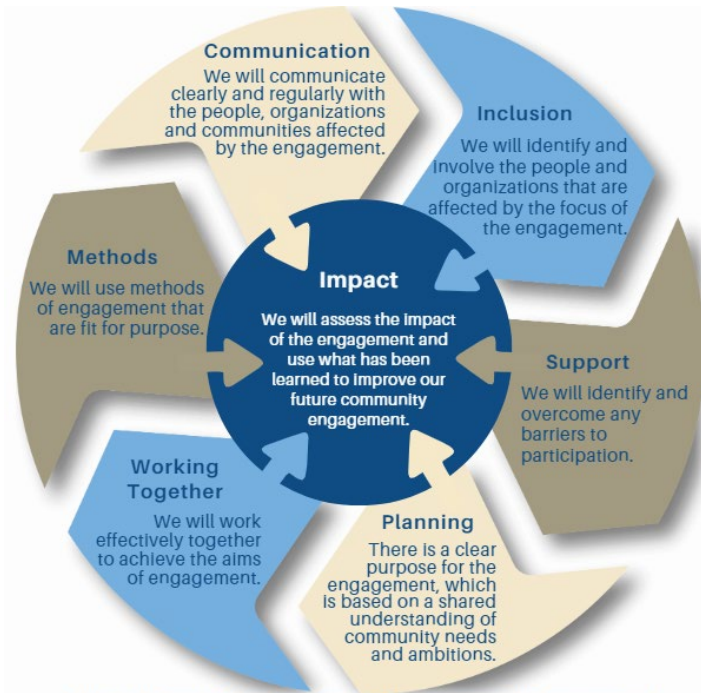 Communication
We will communicate
clearly and regularly with
the people, organizations
and communities affected
by the engagement.
Inclusion
We will identify and
involve the people and
organizations that are
affected by the focus of
the engagement.
Support
We will identify and
overcome any
barriers to
participation.
Planning
There is a clear
purpose for the
engagement, which
is based on a shared
understanding of
community needs
and ambitions.
Working
Together
We will work
effectively together
to achieve the aims
of engagement.
Methods
We will use methods
of engagement that
are fit for purpose.
Impact
We will assess the impact
of the engagement and
use what has been
learned to improve our
future community
engagement.